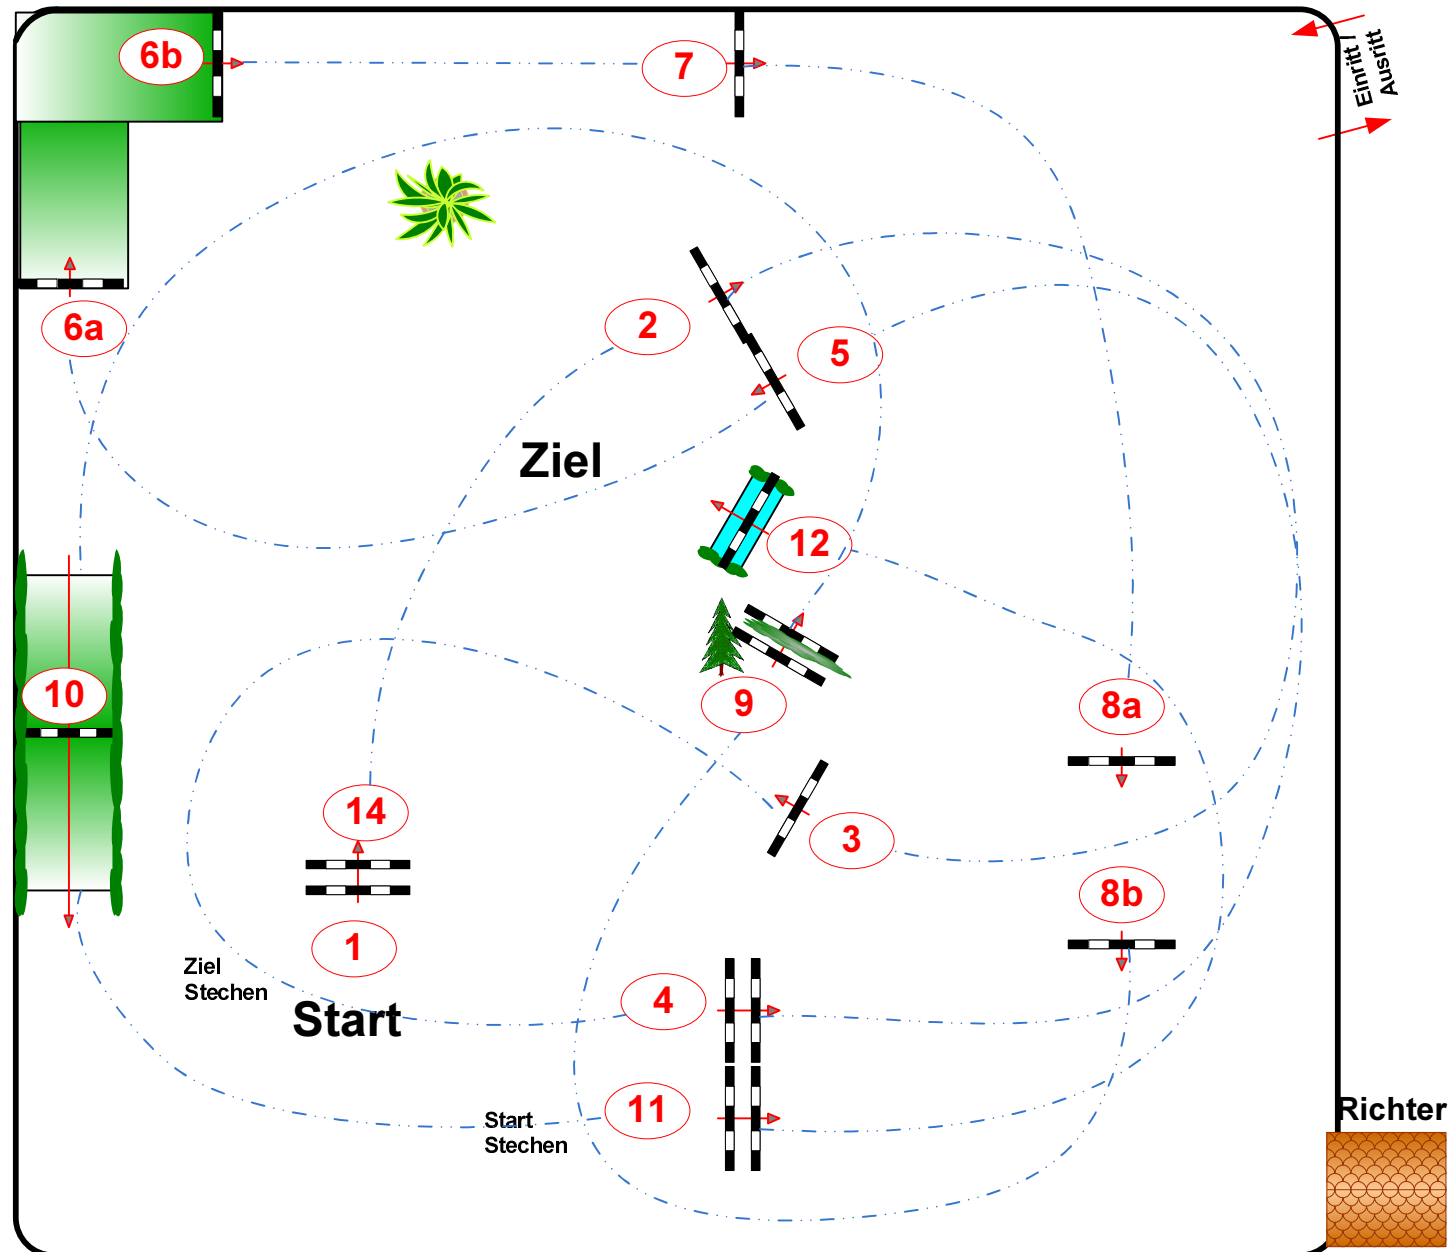 6b
7
Einritt /
Ausritt
6a
2
5
Ziel
12
10
9
8a
14
3
8b
1
Ziel
Stechen
4
Start
11
Start
Stechen
Richter